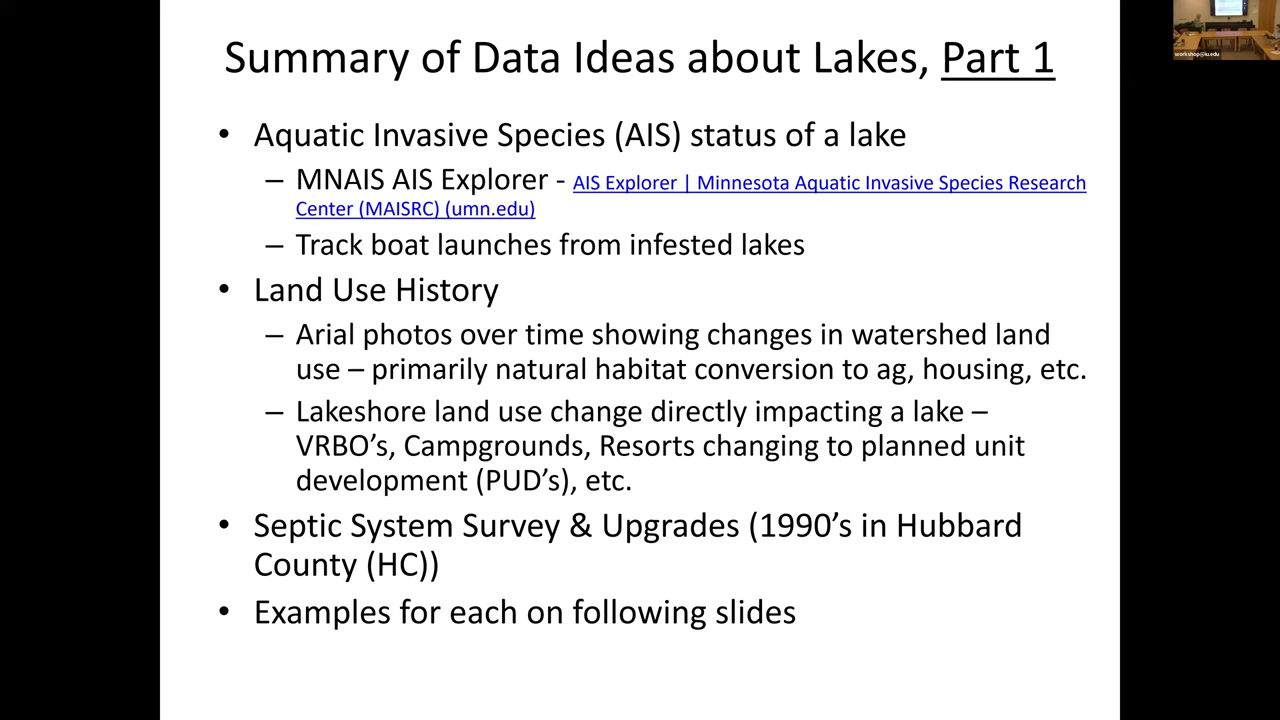 Summary of Data Ideas about Lakes, Part 1
• Aquatic Invasive Species (AIS) status of a lake
– MNAIS AIS Explorer - AIS Explorer | Minnesota Aquatic Invasive Species Research
Center (MAISRC) (umn.edu)
– Track boat launches from infested lakes
• Land Use History
– Arial photos over time showing changes in watershed land
use – primarily natural habitat conversion to ag, housing, etc.
– Lakeshore land use change directly impacting a lake –
VRBO's, Campgrounds, Resorts changing to planned unit
development (PUD's), etc.
• Septic System Survey & Upgrades (1990's in Hubbard
County (HC))
• Examples for each on following slides
workshop@iu.edu